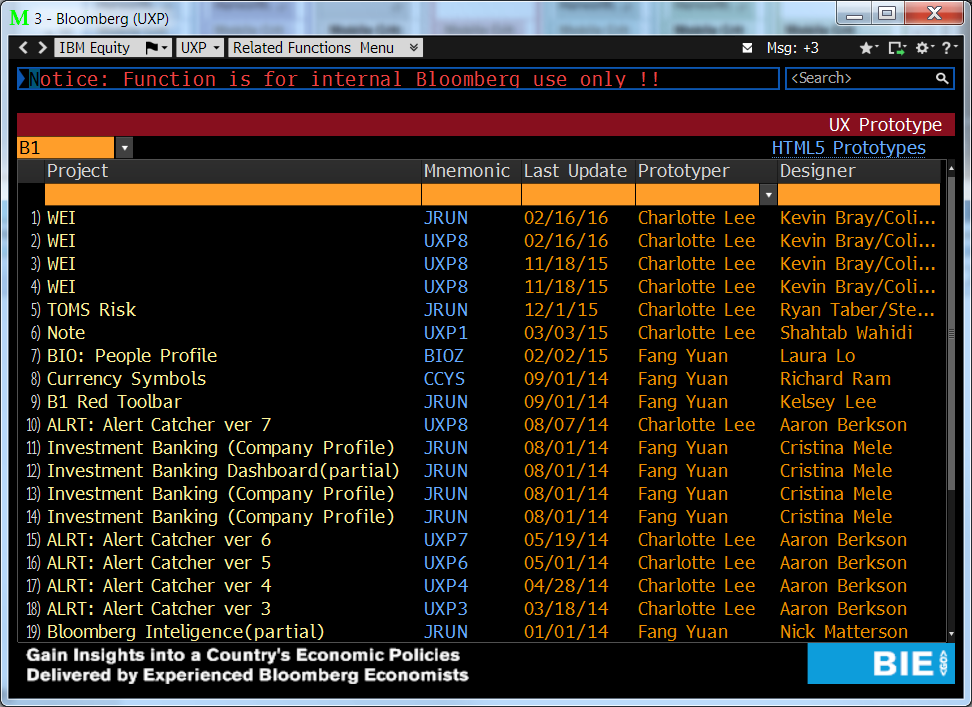 M 3 - Bloomberg (UXP)
IBM Equity UXP Related Functions Menu Msg: +3 ?
Notice: Function is for internal Bloomberg use only !! <Search>
UX Prototype
B1 HTML5 Prototypes
Project Mnemonic Last Update Prototyper Designer
1) WEI JRUN 02/16/16 Charlotte Lee Kevin Bray/Coli...
2) WEI UXP8 02/16/16 Charlotte Lee Kevin Bray/Coli...
3) WEI UXP8 11/18/15 Charlotte Lee Kevin Bray/Coli...
4) WEI UXP8 11/18/15 Charlotte Lee Kevin Bray/Coli...
5) TOMS Risk JRUN 12/1/15 Charlotte Lee Ryan Taber/Ste...
6) Note UXP1 03/03/15 Charlotte Lee Shahtab Wahidi
7) BIO: People Profile BIOZ 02/02/15 Fang Yuan Laura Lo
8) Currency Symbols CCYS 09/01/14 Fang Yuan Richard Ram
9) B1 Red Toolbar JRUN 09/01/14 Fang Yuan Kelsey Lee
10) ALRT: Alert Catcher ver 7 UXP8 08/07/14 Charlotte Lee Aaron Berkson
11) Investment Banking (Company Profile) JRUN 08/01/14 Fang Yuan Cristina Mele
12) Investment Banking Dashboard(partial) JRUN 08/01/14 Fang Yuan Cristina Mele
13) Investment Banking (Company Profile) JRUN 08/01/14 Fang Yuan Cristina Mele
14) Investment Banking (Company Profile) JRUN 08/01/14 Fang Yuan Cristina Mele
15) ALRT: Alert Catcher ver 6 UXP7 05/19/14 Charlotte Lee Aaron Berkson
16) ALRT: Alert Catcher ver 5 UXP6 05/01/14 Charlotte Lee Aaron Berkson
17) ALRT: Alert Catcher ver 4 UXP4 04/28/14 Charlotte Lee Aaron Berkson
18) ALRT: Alert Catcher ver 3 UXP3 03/18/14 Charlotte Lee Aaron Berkson
19) Bloomberg Inteligence(partial) JRUN 01/01/14 Fang Yuan Nick Matterson
Gain Insights into a Country's Economic Policies
Delivered by Experienced Bloomberg Economists
BIE